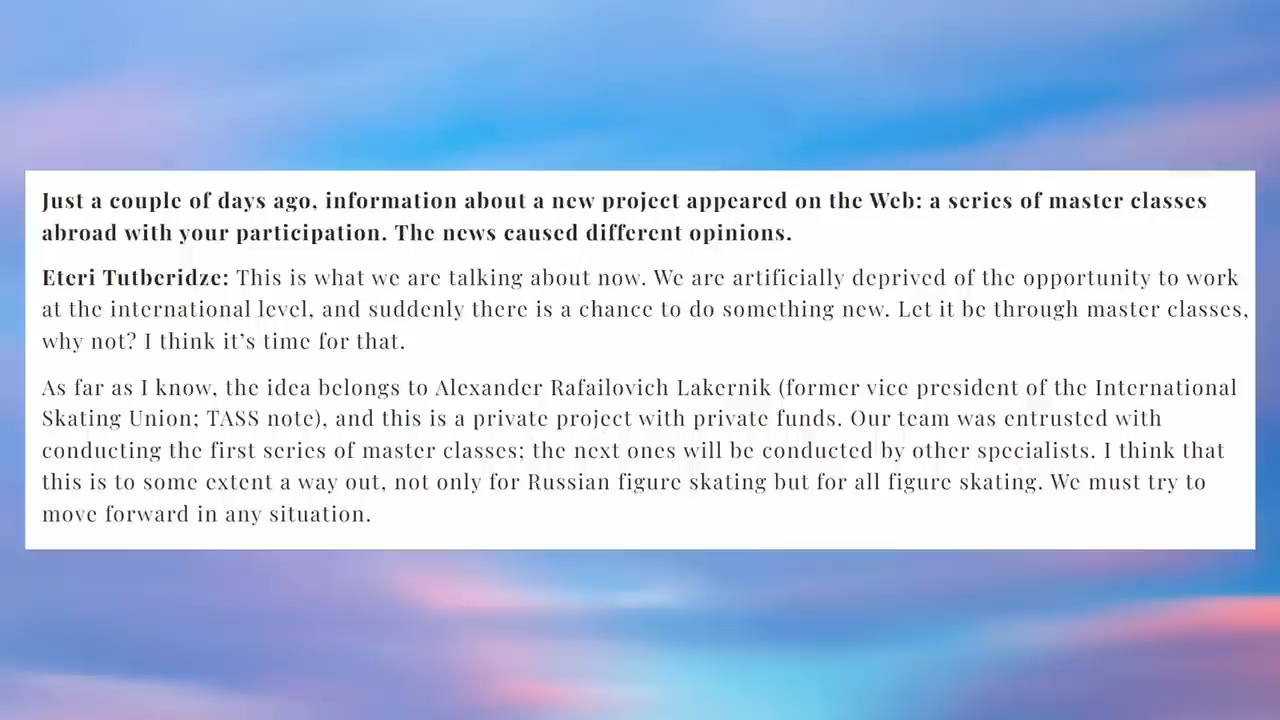 Just a couple of days ago, information about a new project appeared on the Web: a series of master classes
abroad with your participation. The news caused different opinions.
Eteri Tutberidze: This is what we are talking about now. We are artificially deprived of the opportunity to work
at the international level, and suddenly there is a chance to do something new. Let it be through master classes,
why not? I think it’s time for that.
As far as I know, the idea belongs to Alexander Rafailovich Lakernik (former vice president of the International
Skating Union; TASS note), and this is a private project with private funds. Our team was entrusted with
conducting the first series of master classes; the next ones will be conducted by other specialists. I think that
this is to some extent a way out, not only for Russian figure skating but for all figure skating. We must try to
move forward in any situation.